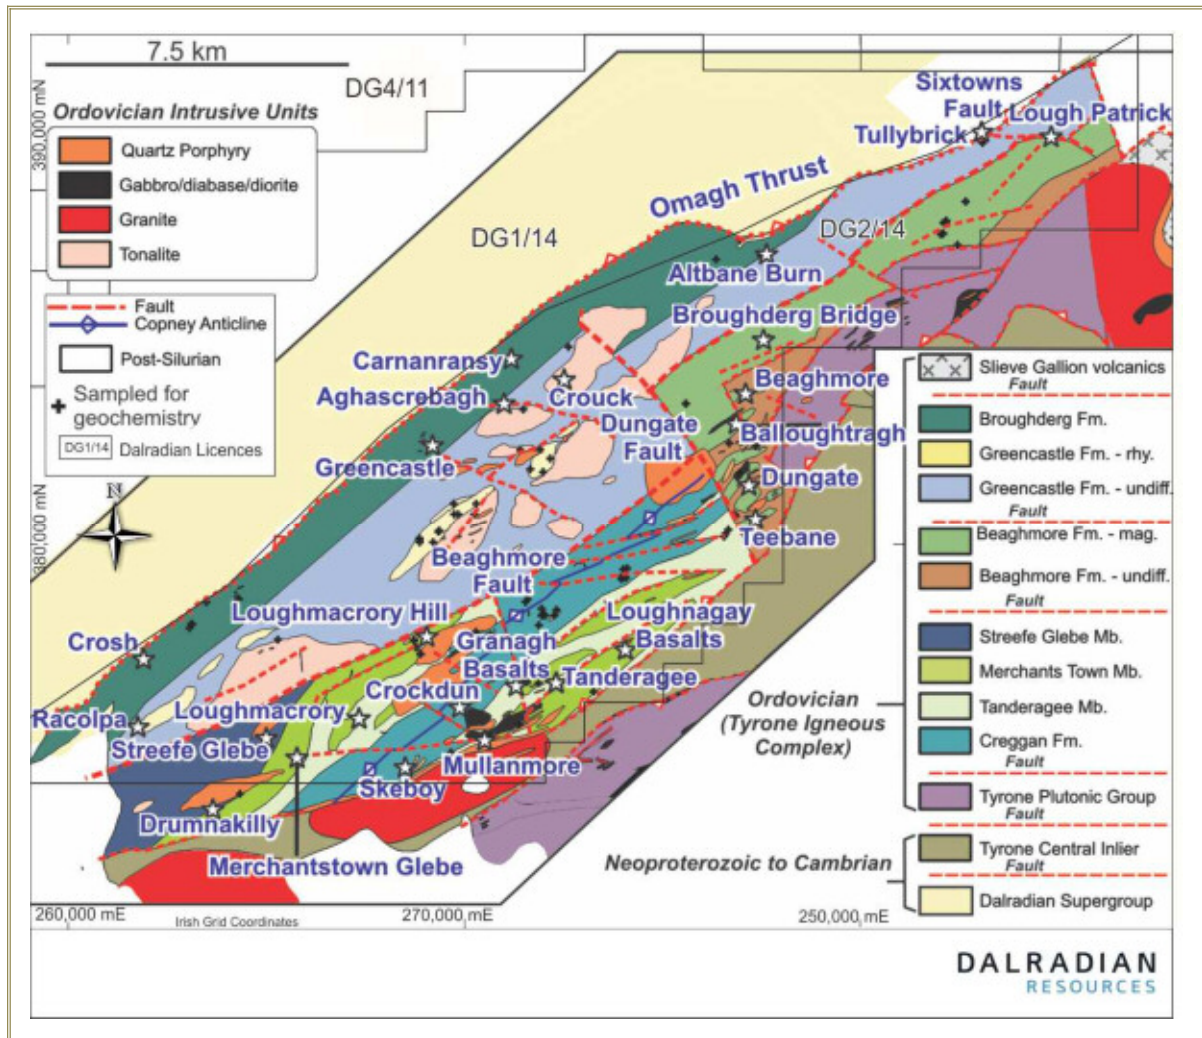 7.5 km
DG4/11
Ordovician Intrusive Units
Quartz Porphyry
Gabbro/diabase/diorite
Granite
Tonalite
Fault
Copney Anticline
Post-Silurian
Sampled for
geochemistry
DG1/14
Dalradian Licences
N
390,000 mN
380,000 mN
Sixtowns
Fault
Lough Patrick
Tullybrick
Omagh Thrust
DG1/14
DG2/14
Altbane Burn
Broughderg Bridge
Carnanransy
Aghascrebagh
Crouck
Beaghmore
Dungate
Fault
Balloughtragh
Greencastle
Dungate
Teebane
Beaghmore
Fault
Loughmacrory Hill
Loughnagay
Basalts
Crosh
Granagh
Basalts
Tanderagee
Crockdun
Racolpa
Loughmacrory
Streefe Glebe
Mullanmore
Skeboy
Drumnakilly
Merchantstown Glebe
Slieve Gallion volcanics
Fault
Broughderg Fm.
Greencastle Fm. - rhy.
Greencastle Fm. - undiff.
Fault
Beaghmore Fm. - mag.
Beaghmore Fm. - undiff.
Fault
Streefe Glebe Mb.
Merchants Town Mb.
Tanderagee Mb.
Creggan Fm.
Fault
Tyrone Plutonic Group
Fault
Tyrone Central Inlier
Fault
Dalradian Supergroup
Ordovician
(Tyrone Igneous
Complex)
Neoproterozoic to Cambrian
260,000 mE
Irish Grid Coordinates
270,000 mE
250,000 mE
DALRADIAN
RESOURCES